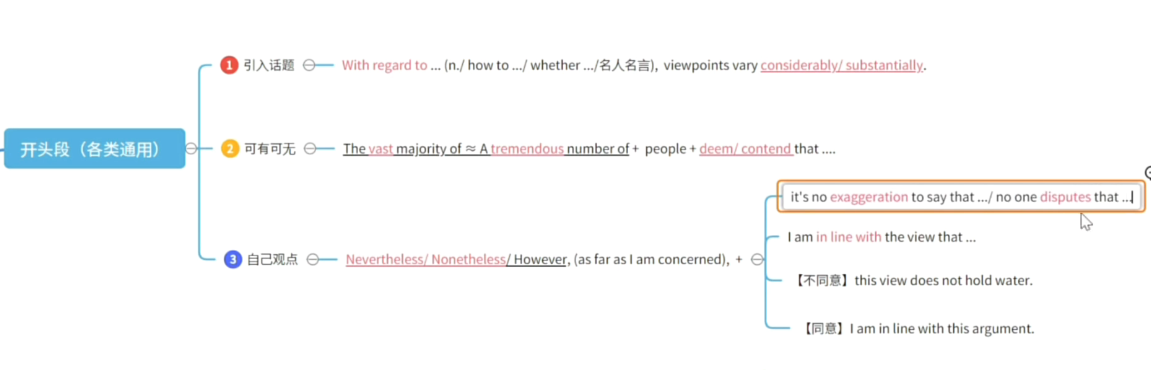 开头段（各类通用）
1 引入话题 With regard to ... (n./ how to .../ whether .../名人名言), viewpoints vary considerably/ substantially.
2 可有可无 The vast majority of ≈ A tremendous number of + people + deem/ contend that ....
3 自己观点 Nevertheless/ Nonetheless/ However, (as far as I am concerned), +
it's no exaggeration to say that .../ no one disputes that ...
I am in line with the view that ...
【不同意】this view does not hold water.
【同意】I am in line with this argument.